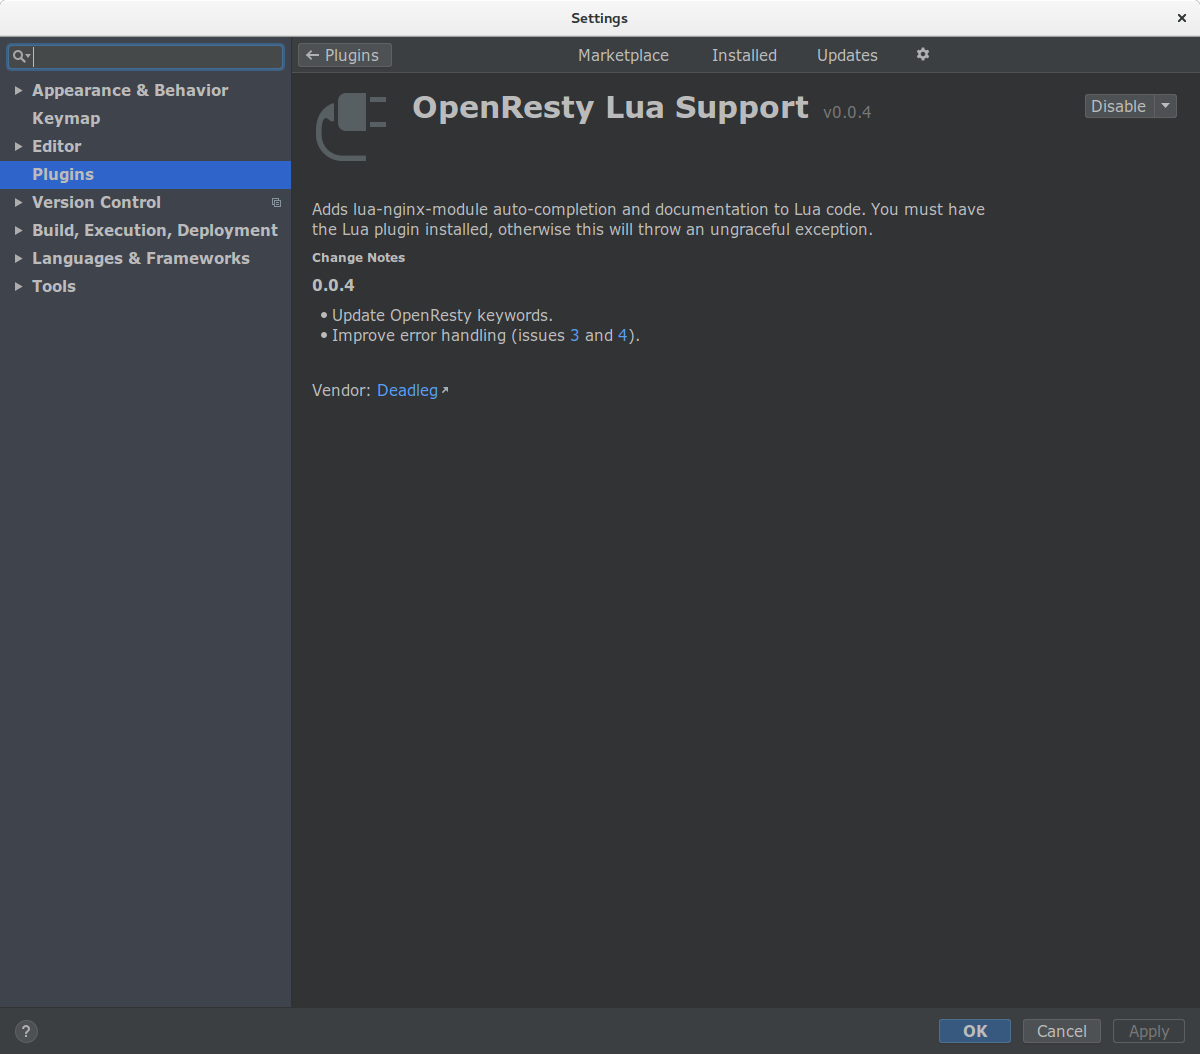 Settings
Plugins
Marketplace
Installed
Updates
Appearance & Behavior
Keymap
Editor
Plugins
Version Control
Build, Execution, Deployment
Languages & Frameworks
Tools
OpenResty Lua Support v0.0.4
Disable
Adds lua-nginx-module auto-completion and documentation to Lua code. You must have
the Lua plugin installed, otherwise this will throw an ungraceful exception.
Change Notes
0.0.4
• Update OpenResty keywords.
• Improve error handling (issues 3 and 4).
Vendor: Deadleg
?
OK
Cancel
Apply